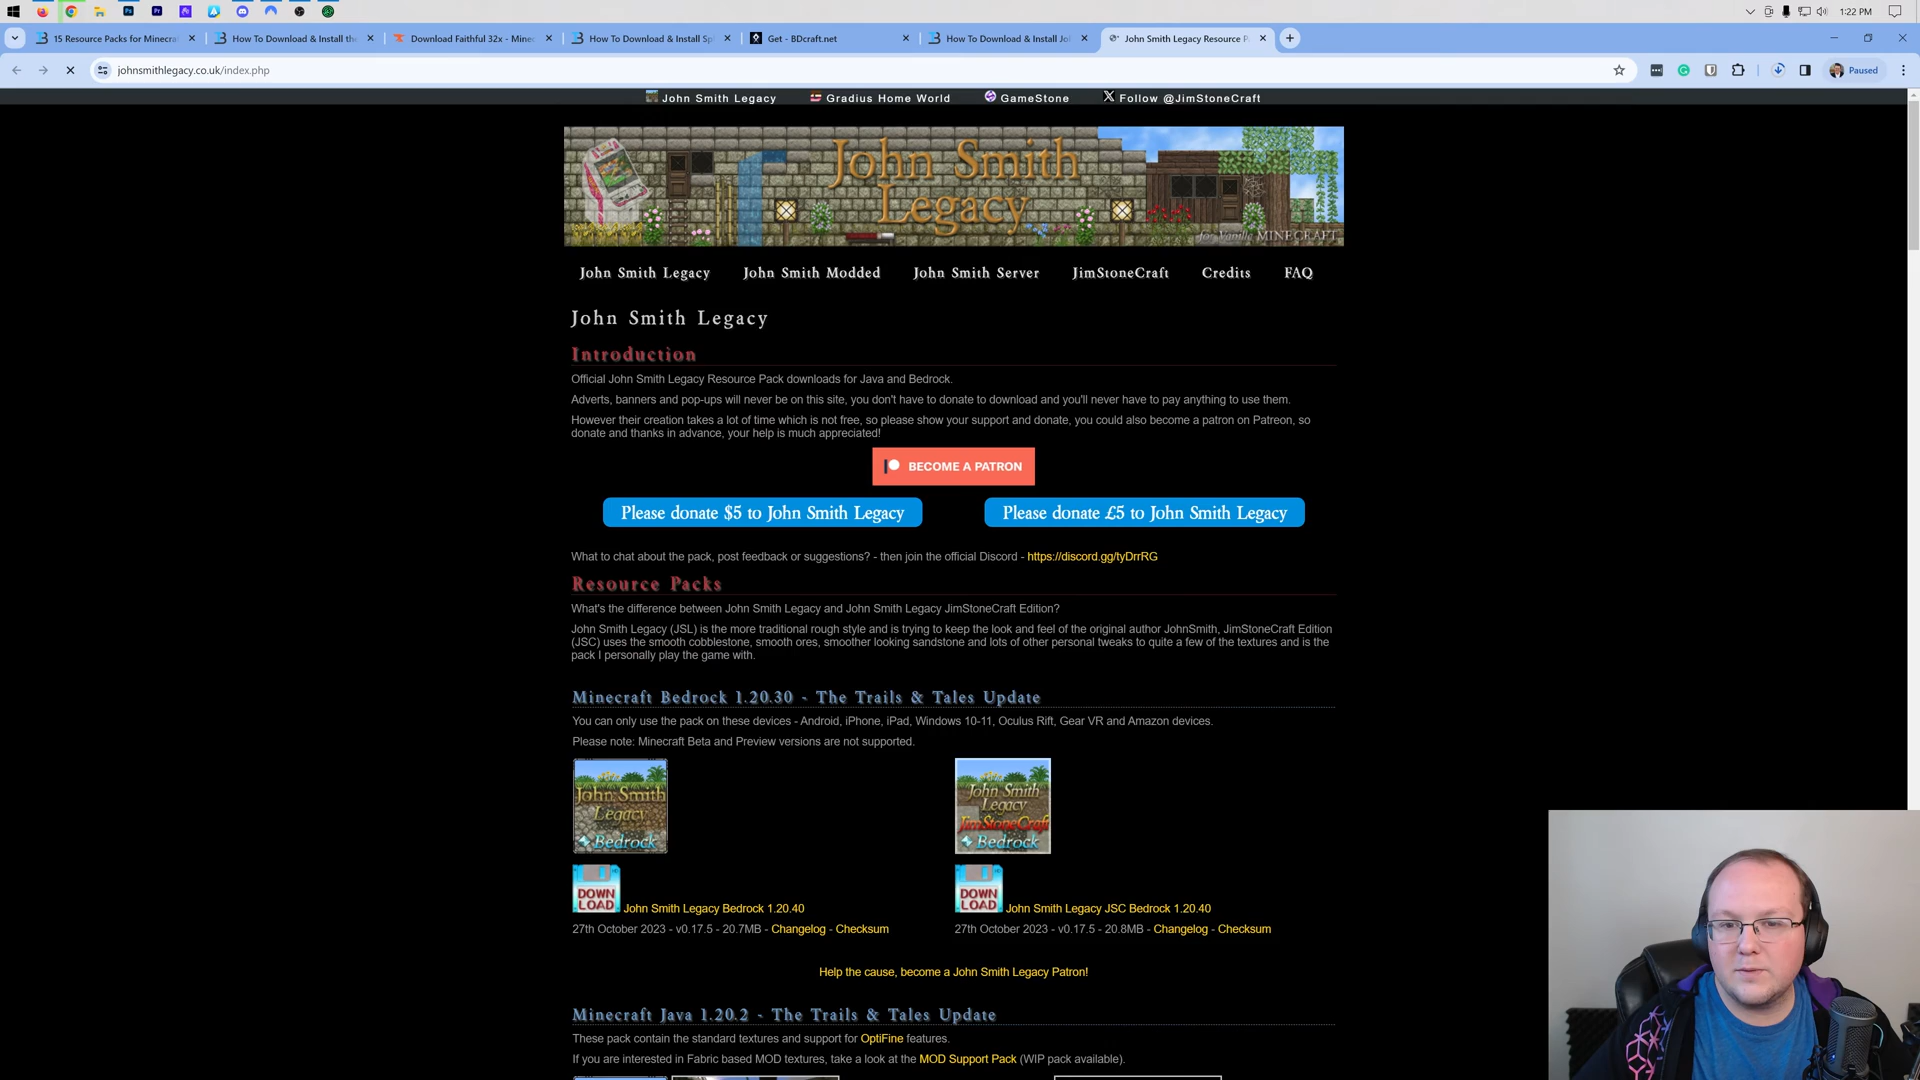 1:22 PM
15 Resource Packs for Minecra
How To Download & Install the
Download Faithful 32x - Minec
How To Download & Install Sp
Get - BDcraft.net
How To Download & Install Jo
John Smith Legacy Resource P
johnsmithlegacy.co.uk/index.php
Paused
John Smith Legacy
Gradius Home World
GameStone
Follow @JimStoneCraft
John Smith
Legacy
for Vanilla MINECRAFT
John Smith Legacy
John Smith Modded
John Smith Server
JimStoneCraft
Credits
FAQ
John Smith Legacy
Introduction
Official John Smith Legacy Resource Pack downloads for Java and Bedrock.
Adverts, banners and pop-ups will never be on this site, you don't have to donate to download and you'll never have to pay anything to use them.
However their creation takes a lot of time which is not free, so please show your support and donate, you could also become a patron on Patreon, so
donate and thanks in advance, your help is much appreciated!
BECOME A PATRON
Please donate $5 to John Smith Legacy
Please donate £5 to John Smith Legacy
What to chat about the pack, post feedback or suggestions? - then join the official Discord - https://discord.gg/tyDrrRG
Resource Packs
What's the difference between John Smith Legacy and John Smith Legacy JimStoneCraft Edition?
John Smith Legacy (JSL) is the more traditional rough style and is trying to keep the look and feel of the original author JohnSmith, JimStoneCraft Edition
(JSC) uses the smooth cobblestone, smooth ores, smoother looking sandstone and lots of other personal tweaks to quite a few of the textures and is the
pack I personally play the game with.
Minecraft Bedrock 1.20.30 - The Trails & Tales Update
You can only use the pack on these devices - Android, iPhone, iPad, Windows 10-11, Oculus Rift, Gear VR and Amazon devices.
Please note: Minecraft Beta and Preview versions are not supported.
John Smith
Legacy
Bedrock
John Smith
Legacy
JimStoneCraft
Bedrock
DOWN
LOAD
John Smith Legacy Bedrock 1.20.40
DOWN
LOAD
John Smith Legacy JSC Bedrock 1.20.40
27th October 2023 - v0.17.5 - 20.7MB - Changelog - Checksum
27th October 2023 - v0.17.5 - 20.8MB - Changelog - Checksum
Help the cause, become a John Smith Legacy Patron!
Minecraft Java 1.20.2 - The Trails & Tales Update
These pack contain the standard textures and support for OptiFine features.
If you are interested in Fabric based MOD textures, take a look at the MOD Support Pack (WIP pack available).